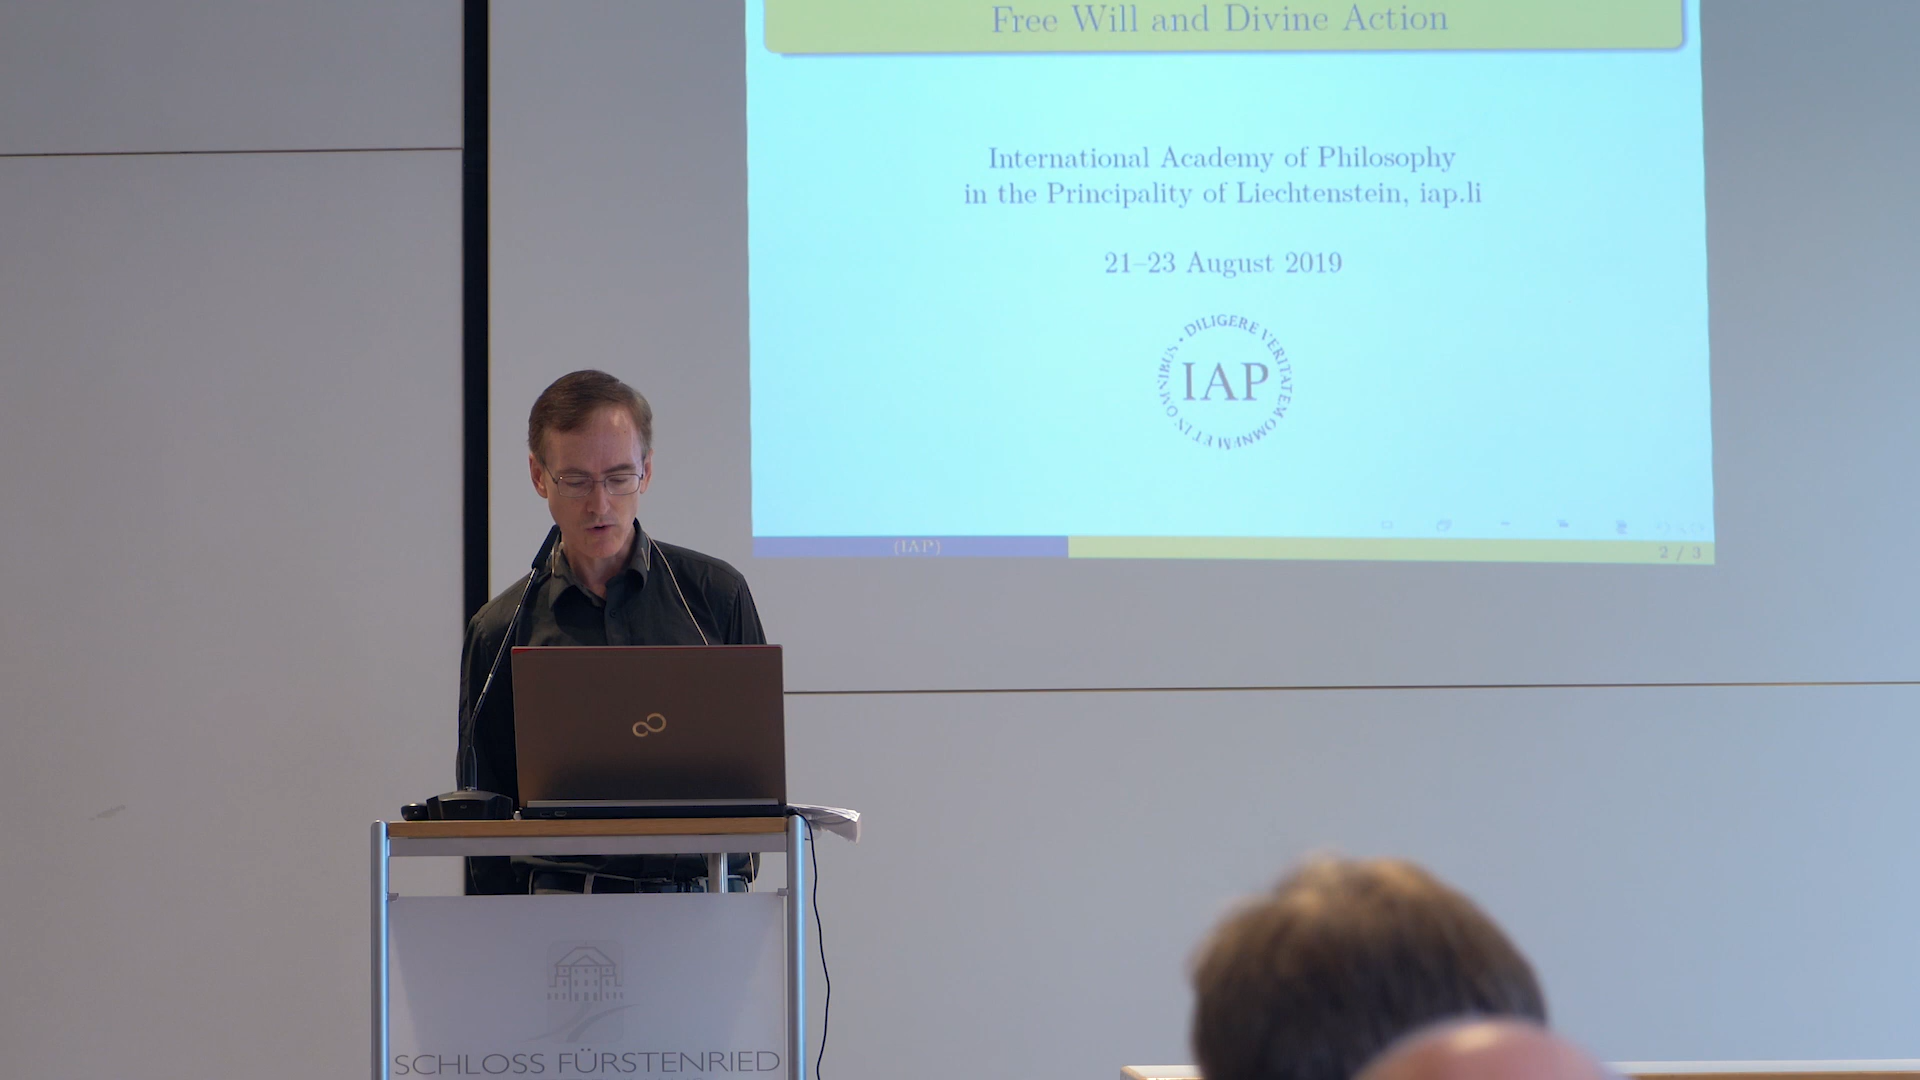 Free Will and Divine Action
International Academy of Philosophy
in the Principality of Liechtenstein, iap.li
21–23 August 2019
· DILIGERE VERITATEM OMNEM ET IN OMNIBUS
IAP
(IAP)
2 / 3
SCHLOSS FÜRSTENRIED